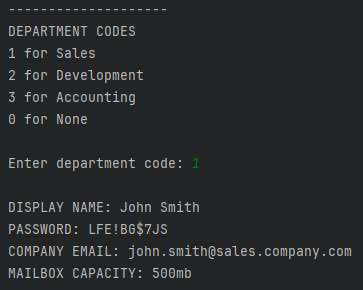 --------------------
DEPARTMENT CODES
1 for Sales
2 for Development
3 for Accounting
0 for None
Enter department code: 1
DISPLAY NAME: John Smith
PASSWORD: LFE!BG$7JS
COMPANY EMAIL: john.smith@sales.company.com
MAILBOX CAPACITY: 500mb